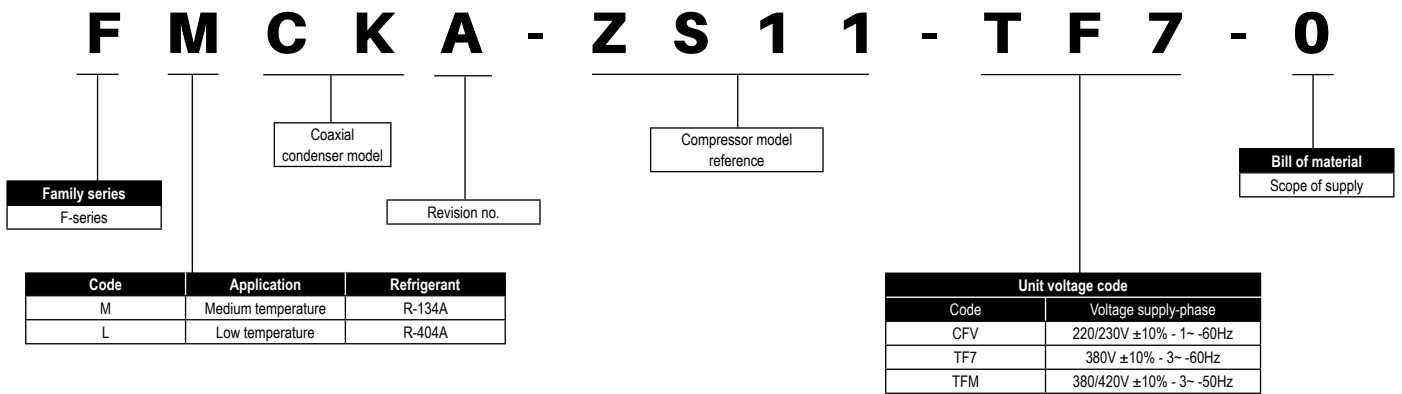 F M C K A - Z S 1 1 - T F 7 - 0
Coaxial
condenser model
Compressor model
reference
Bill of material
Scope of supply
Family series
F-series
Revision no.
Code Application Refrigerant
M Medium temperature R-134A
L Low temperature R-404A
Unit voltage code
Code Voltage supply-phase
CFV 220/230V ±10% - 1~ -60Hz
TF7 380V ±10% - 3~ -60Hz
TFM 380/420V ±10% - 3~ -50Hz